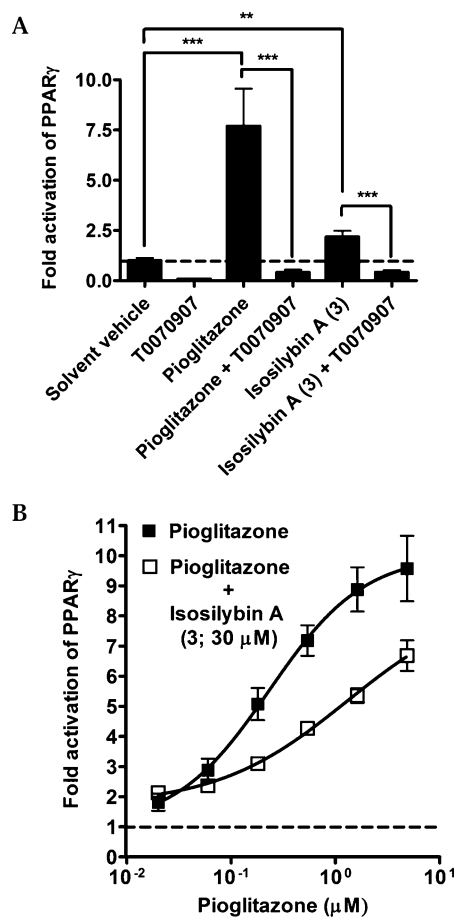 A
**
***
***
***
Fold activation of PPARγ
10.0
7.5
5.0
2.5
0.0
Solvent vehicle
T0070907
Pioglitazone
Pioglitazone + T0070907
Isosilybin A (3)
Isosilybin A (3) + T0070907
B
Fold activation of PPARγ
11
10
9
8
7
6
5
4
3
2
1
0
Pioglitazone
Pioglitazone
+
Isosilybin A
(3; 30 μM)
10⁻² 10⁻¹ 10⁰ 10¹
Pioglitazone (μM)